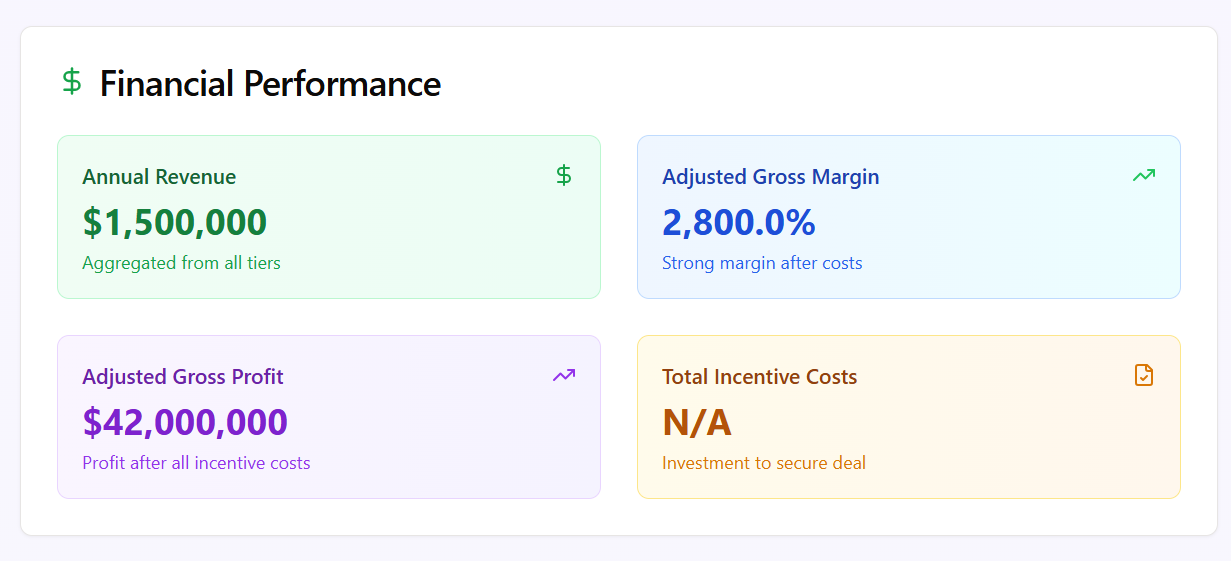 $ Financial Performance
Annual Revenue $
$1,500,000
Aggregated from all tiers
Adjusted Gross Margin
2,800.0%
Strong margin after costs
Adjusted Gross Profit
$42,000,000
Profit after all incentive costs
Total Incentive Costs
N/A
Investment to secure deal